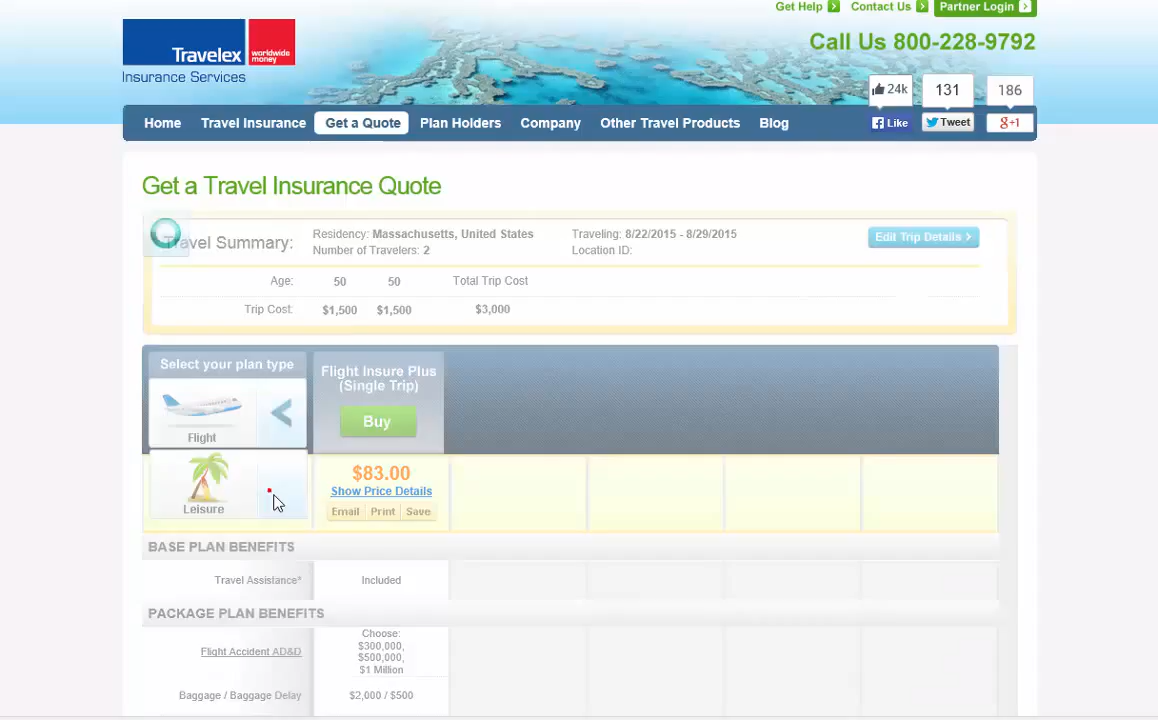 Get Help
Contact Us
Partner Login
Travelex
worldwide
money
Insurance Services
Call Us 800-228-9792
24k
131
186
Home
Travel Insurance
Get a Quote
Plan Holders
Company
Other Travel Products
Blog
Like
Tweet
g+1
Get a Travel Insurance Quote
Travel Summary:
Residency: Massachusetts, United States
Number of Travelers: 2
Traveling: 8/22/2015 - 8/29/2015
Location ID:
Edit Trip Details >
Age: 50 50 Total Trip Cost
Trip Cost: $1,500 $1,500 $3,000
Select your plan type
Flight
Leisure
Flight Insure Plus
(Single Trip)
Buy
$83.00
Show Price Details
Email Print Save
BASE PLAN BENEFITS
Travel Assistance* Included
PACKAGE PLAN BENEFITS
Flight Accident AD&D
Choose:
$300,000,
$500,000,
$1 Million
Baggage / Baggage Delay $2,000 / $500